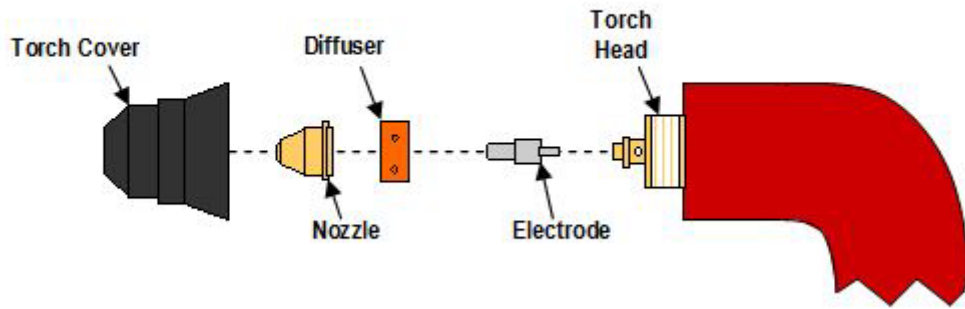 Torch Cover
Diffuser
Torch
Head
Nozzle
Electrode